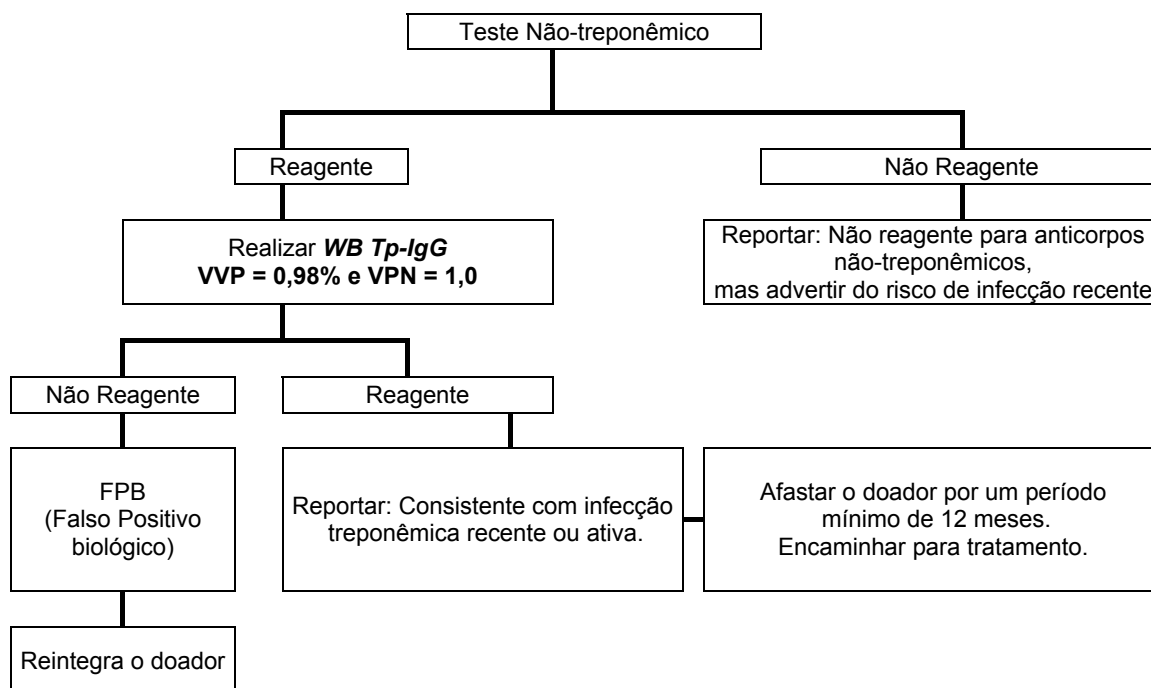 Teste Não-treponêmico
Reagente
Não Reagente
Realizar WB Tp-IgG
VVP = 0,98% e VPN = 1,0
Reportar: Não reagente para anticorpos
não-treponêmicos,
mas advertir do risco de infecção recente
Não Reagente
Reagente
FPB
(Falso Positivo
biológico)
Reportar: Consistente com infecção
treponêmica recente ou ativa.
Afastar o doador por um período
mínimo de 12 meses.
Encaminhar para tratamento.
Reintegra o doador